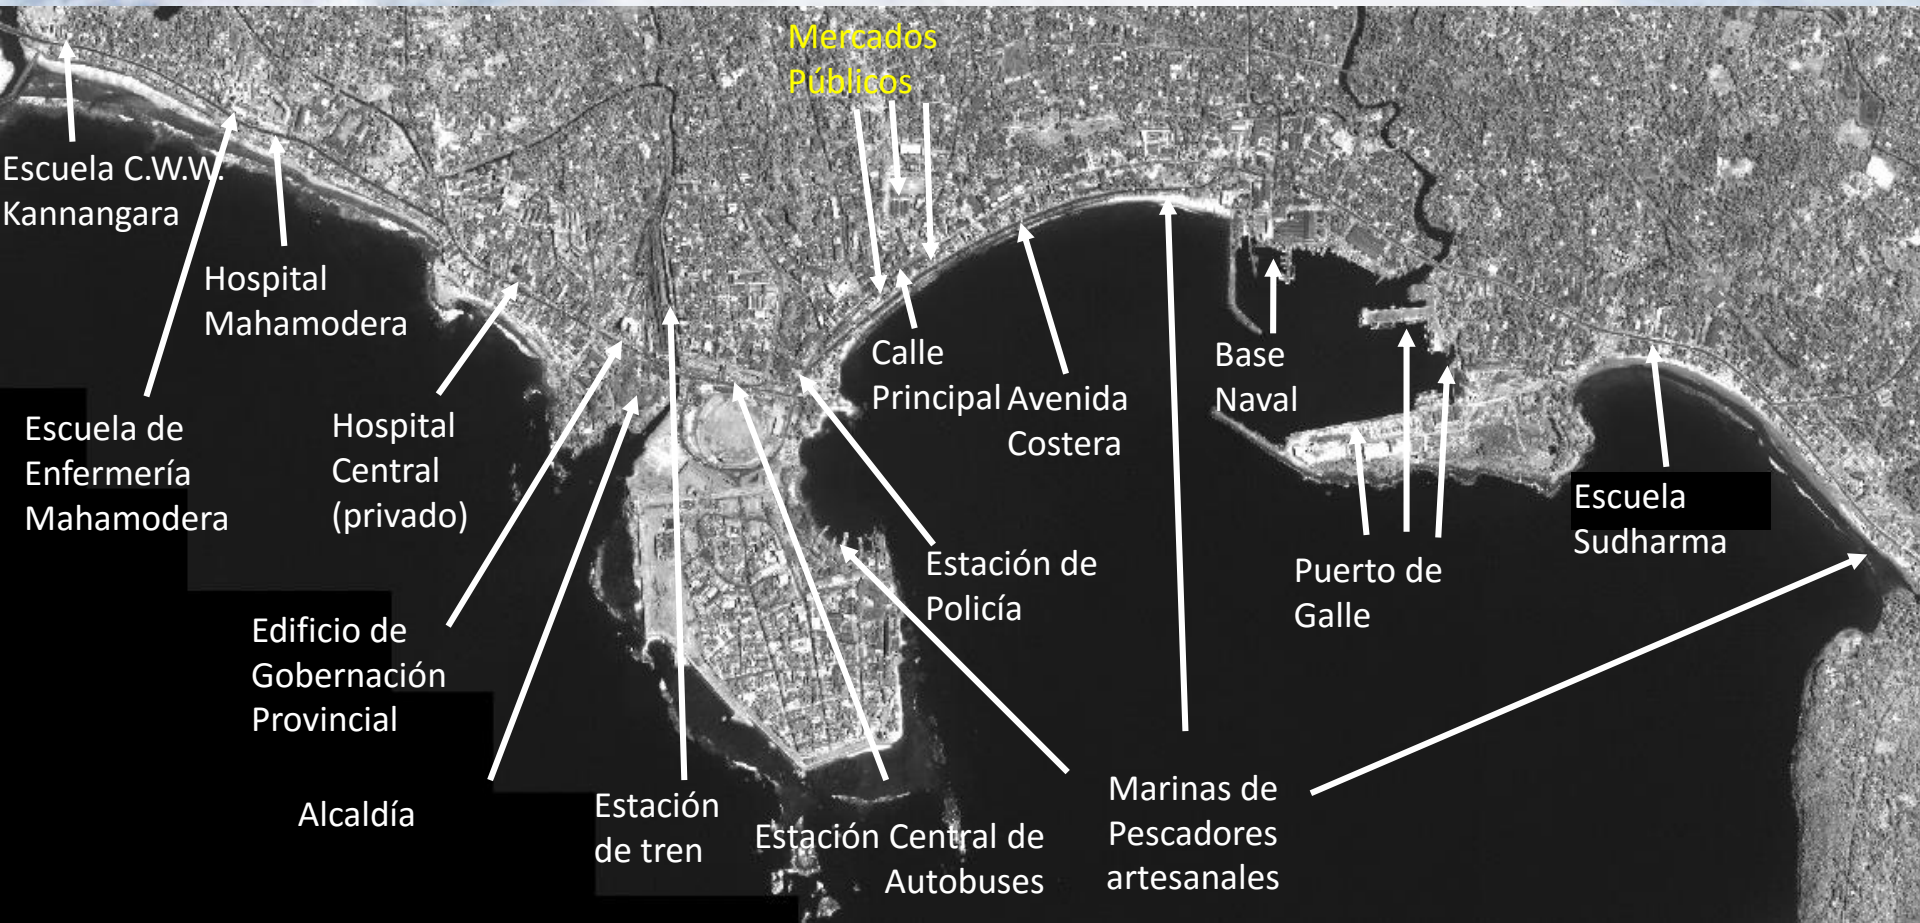 Mercados
Públicos
Escuela C.W.W.
Kannangara
Hospital
Mahamodera
Escuela de
Enfermería
Mahamodera
Hospital
Central
(privado)
Edificio de
Gobernación
Provincial
Alcaldía
Estación
de tren
Estación Central de
Autobuses
Calle
Principal
Avenida
Costera
Estación de
Policía
Base
Naval
Puerto de
Galle
Escuela
Sudharma
Marinas de
Pescadores
artesanales